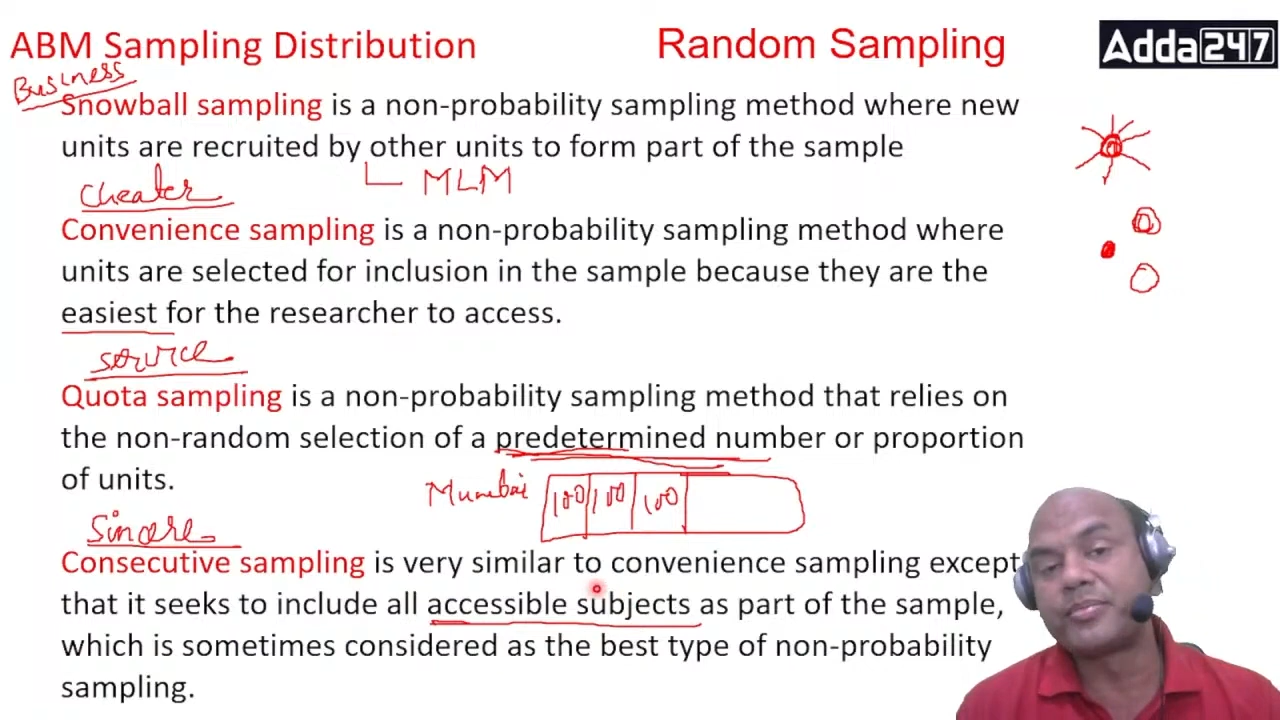 ABM Sampling Distribution
Random Sampling
Adda247
Business
Snowball sampling is a non-probability sampling method where new
units are recruited by other units to form part of the sample
Cheater
MLM
Convenience sampling is a non-probability sampling method where
units are selected for inclusion in the sample because they are the
easiest for the researcher to access.
service
Quota sampling is a non-probability sampling method that relies on
the non-random selection of a predetermined number or proportion
of units.
Mumbai
100 100 100
Sincere
Consecutive sampling is very similar to convenience sampling except
that it seeks to include all accessible subjects as part of the sample,
which is sometimes considered as the best type of non-probability
sampling.